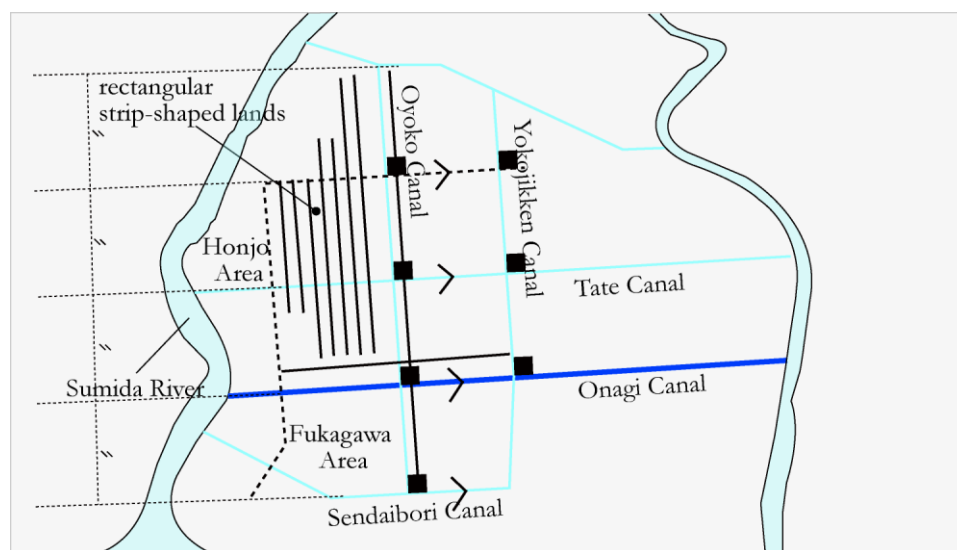 rectangular
strip-shaped lands
Oyoko Canal
Yokojikken Canal
Honjo
Area
Tate Canal
Sumida River
Onagi Canal
Fukagawa
Area
Sendaibori Canal